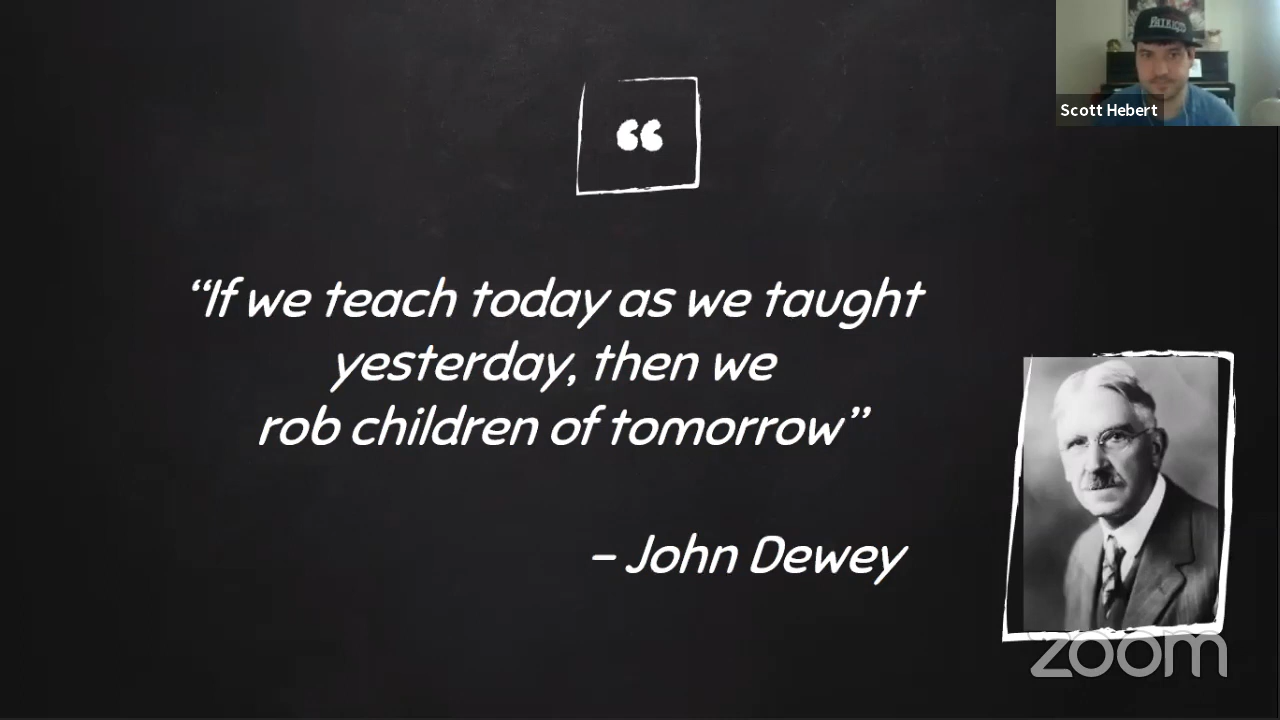 PATRIOTS
Scott Hebert
“
“If we teach today as we taught
yesterday, then we
rob children of tomorrow”
– John Dewey
zoom